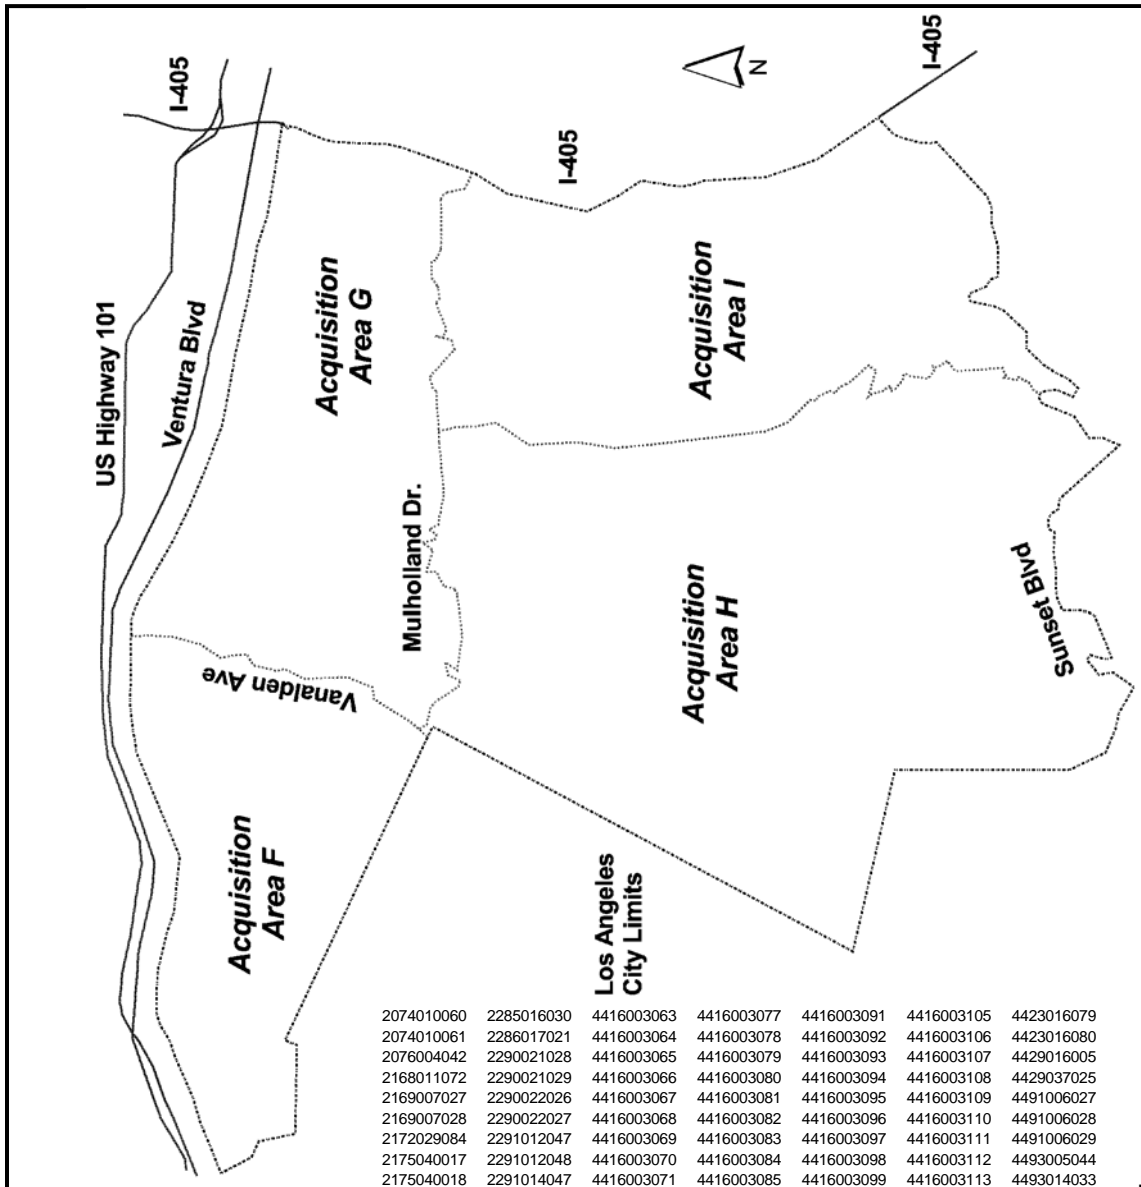 I-405
I-405
N
I-405
US Highway 101
Ventura Blvd
Acquisition
Area G
Acquisition
Area I
Mulholland Dr.
Vanalden Ave
Acquisition
Area H
Sunset Blvd
Acquisition
Area F
Los Angeles
City Limits
2074010060 2285016030 4416003063 4416003077 4416003091 4416003105 4423016079
2074010061 2286017021 4416003064 4416003078 4416003092 4416003106 4423016080
2076004042 2290021028 4416003065 4416003079 4416003093 4416003107 4429016005
2168011072 2290021029 4416003066 4416003080 4416003094 4416003108 4429037025
2169007027 2290022026 4416003067 4416003081 4416003095 4416003109 4491006027
2169007028 2290022027 4416003068 4416003082 4416003096 4416003110 4491006028
2172029084 2291012047 4416003069 4416003083 4416003097 4416003111 4491006029
2175040017 2291012048 4416003070 4416003084 4416003098 4416003112 4493005044
2175040018 2291014047 4416003071 4416003085 4416003099 4416003113 4493014033